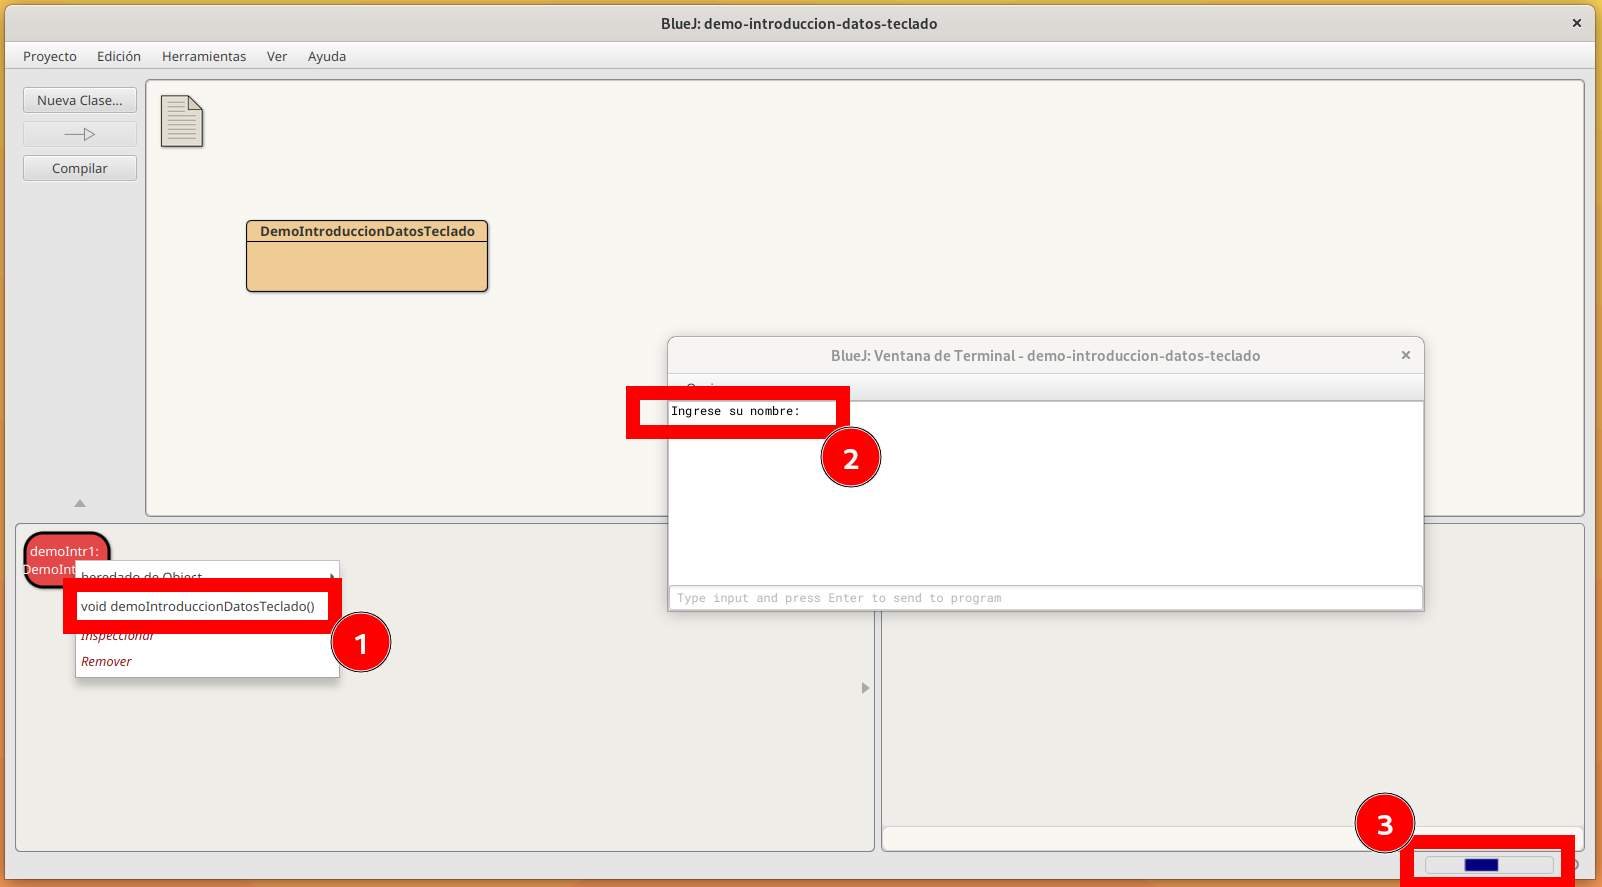 BlueJ: demo-introduccion-datos-teclado
Proyecto Edición Herramientas Ver Ayuda
Nueva Clase...
Compilar
DemoIntroduccionDatosTeclado
BlueJ: Ventana de Terminal - demo-introduccion-datos-teclado
Ingrese su nombre:
2
Type input and press Enter to send to program
demoIntr1:
DemoInt
heredado de Object
void demoIntroduccionDatosTeclado()
Inspeccionar
Remover
1
3